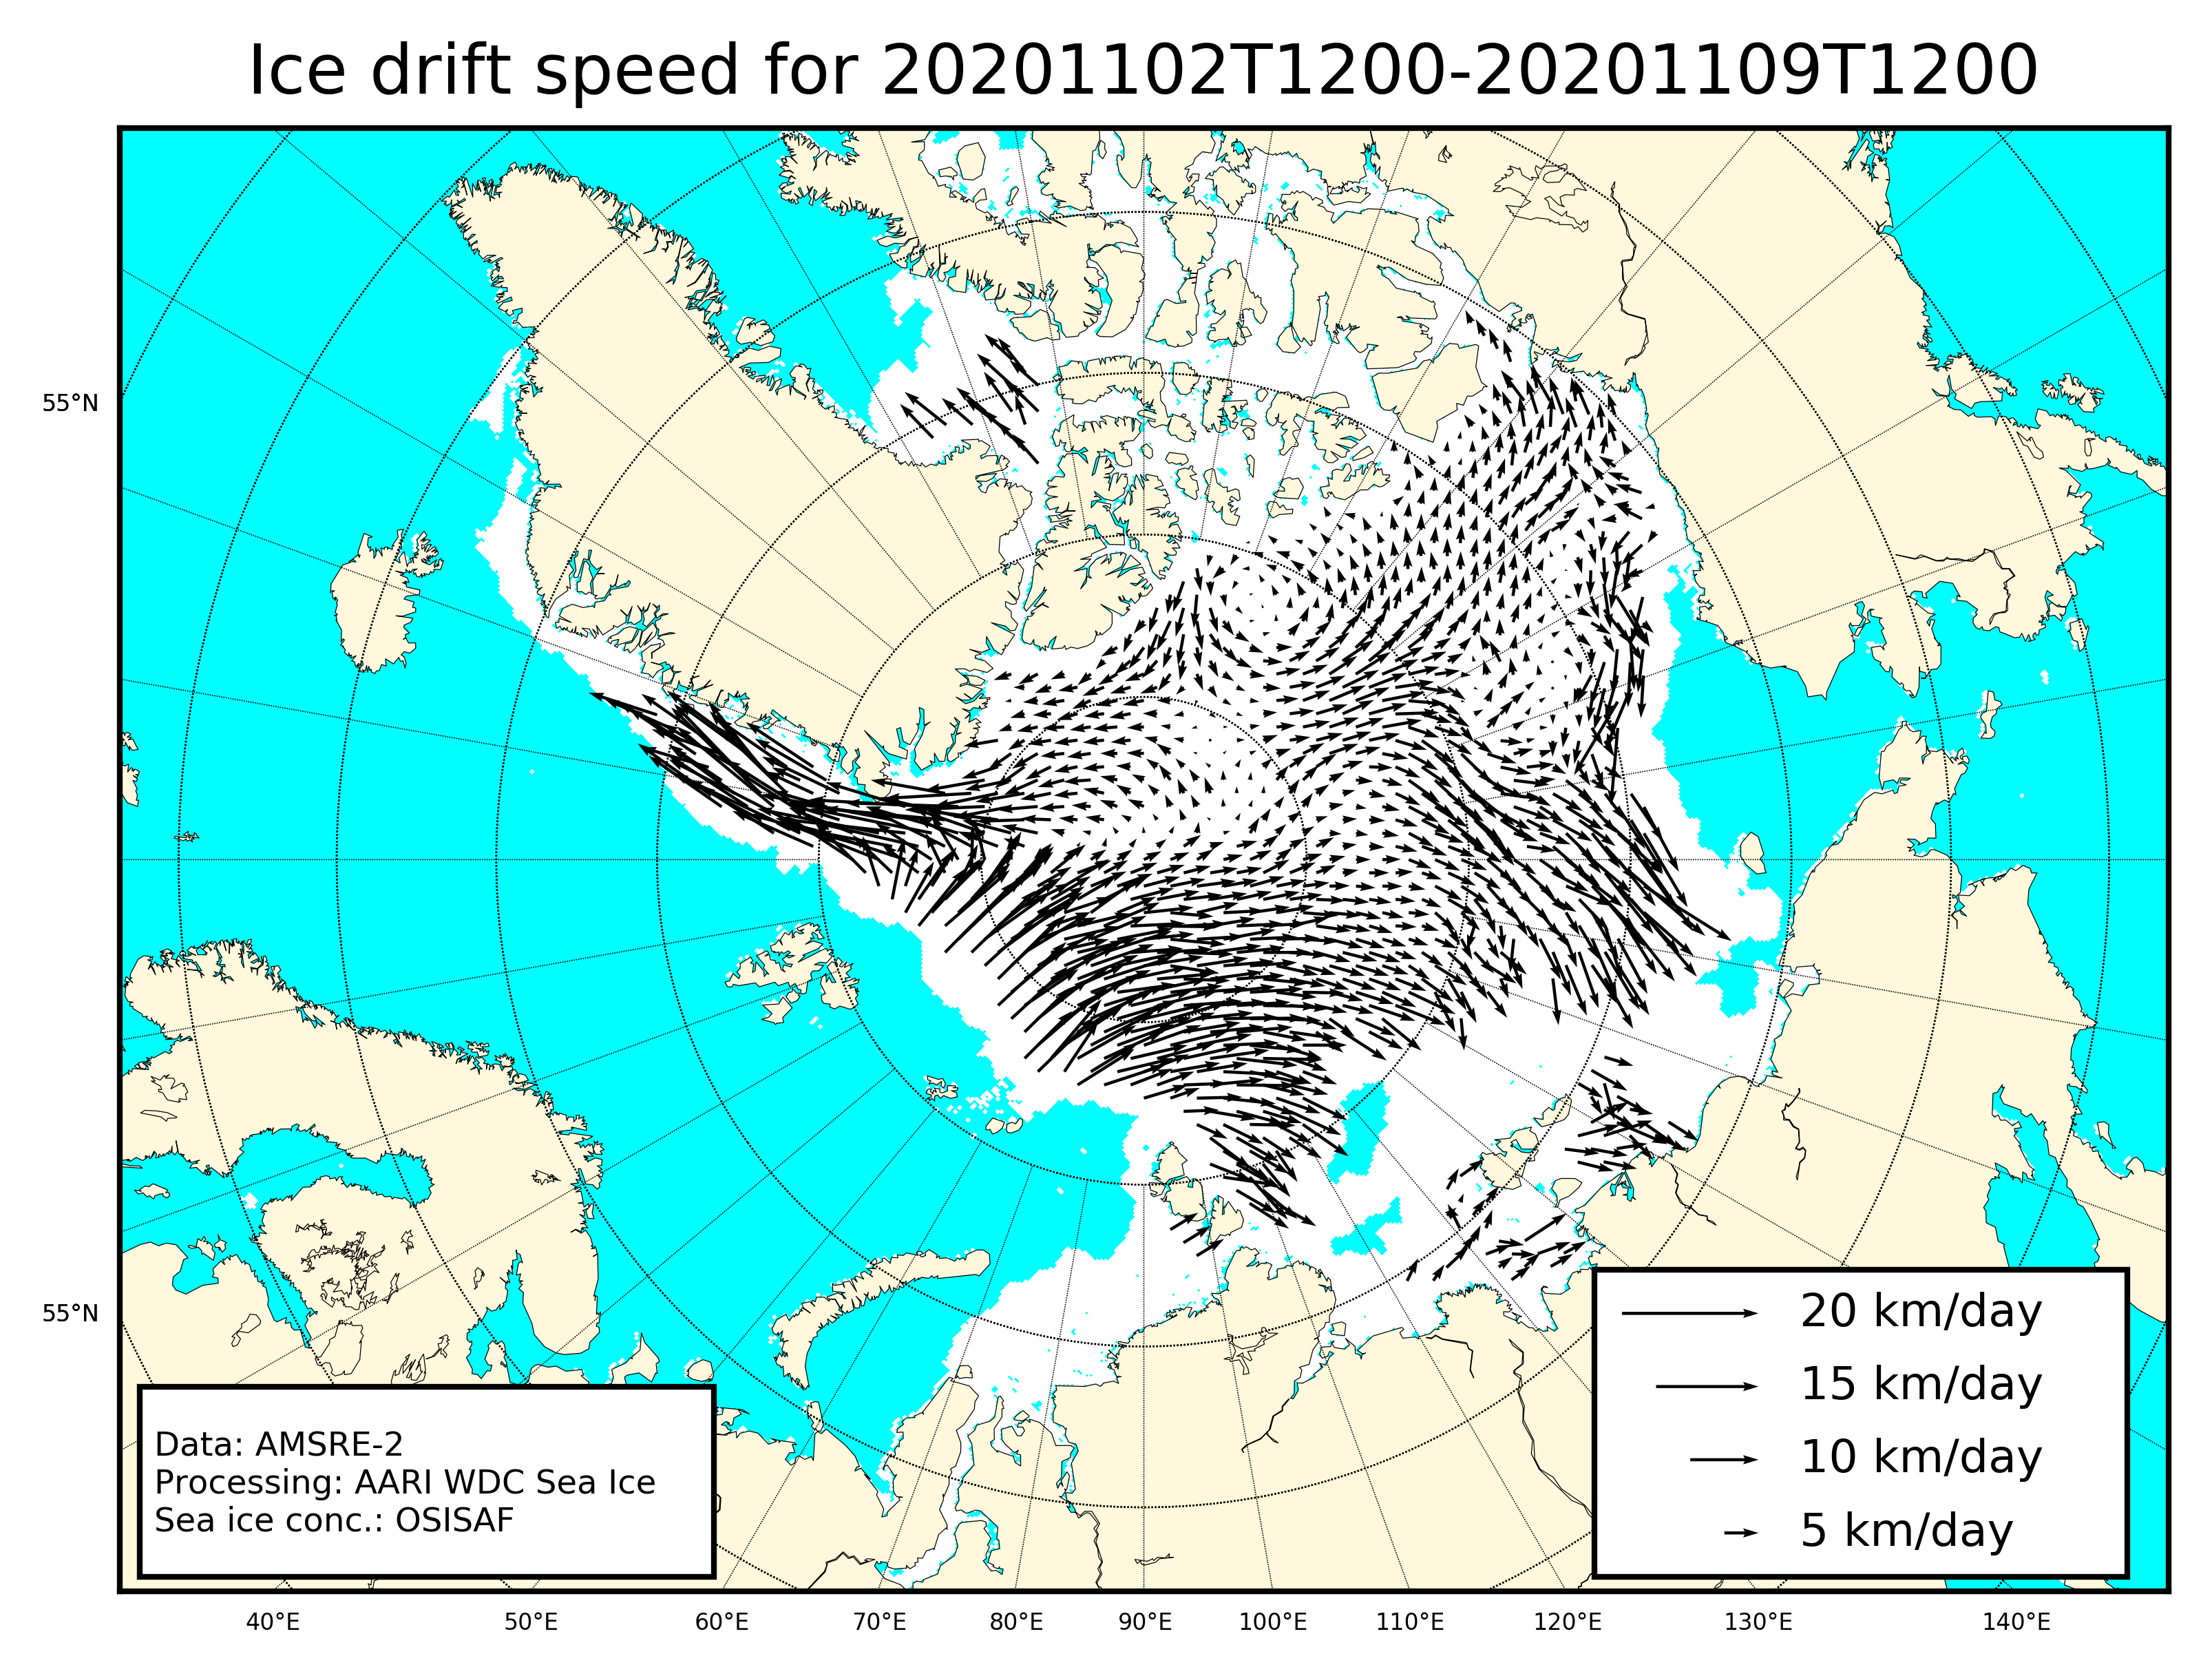 Ice drift speed for 20201102T1200-20201109T1200
55°N
55°N
20 km/day
15 km/day
10 km/day
5 km/day
Data: AMSRE-2
Processing: AARI WDC Sea Ice
Sea ice conc.: OSISAF
40°E 50°E 60°E 70°E 80°E 90°E 100°E 110°E 120°E 130°E 140°E